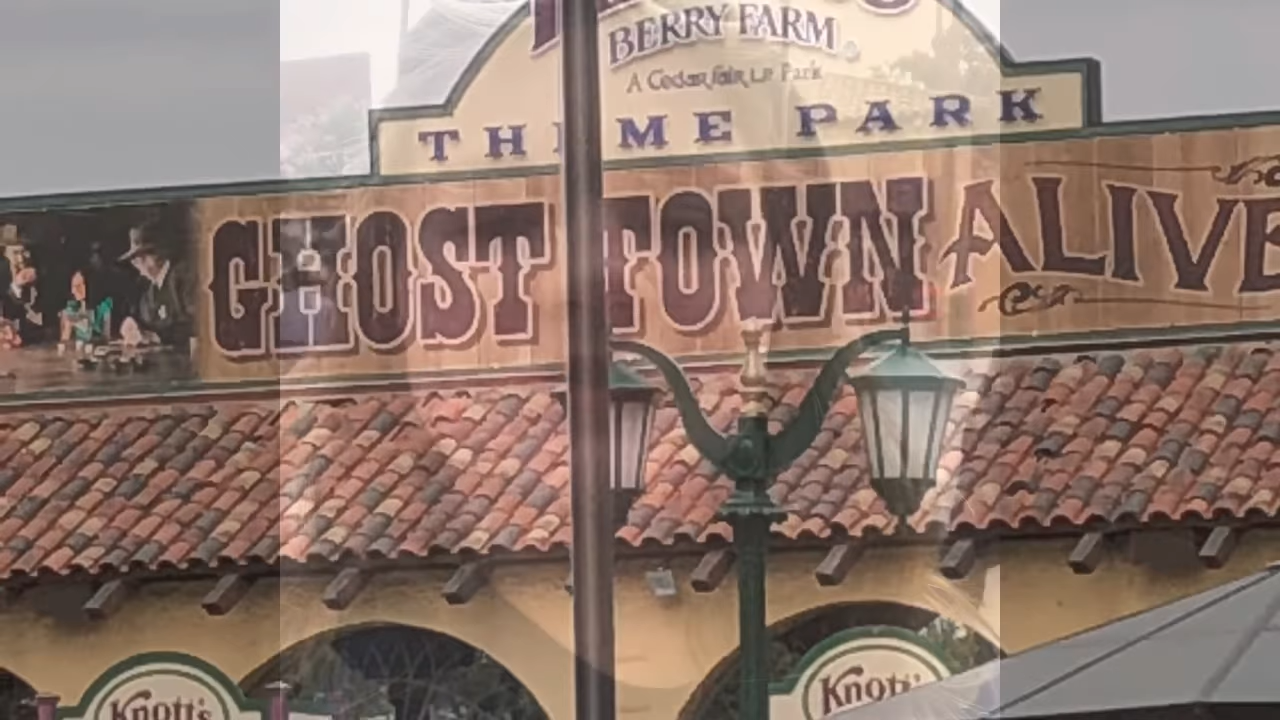 BERRY FARM
A Cedar Fair L.P. Park
THEME PARK
GHOST TOWN ALIVE
Knott's
Knott's